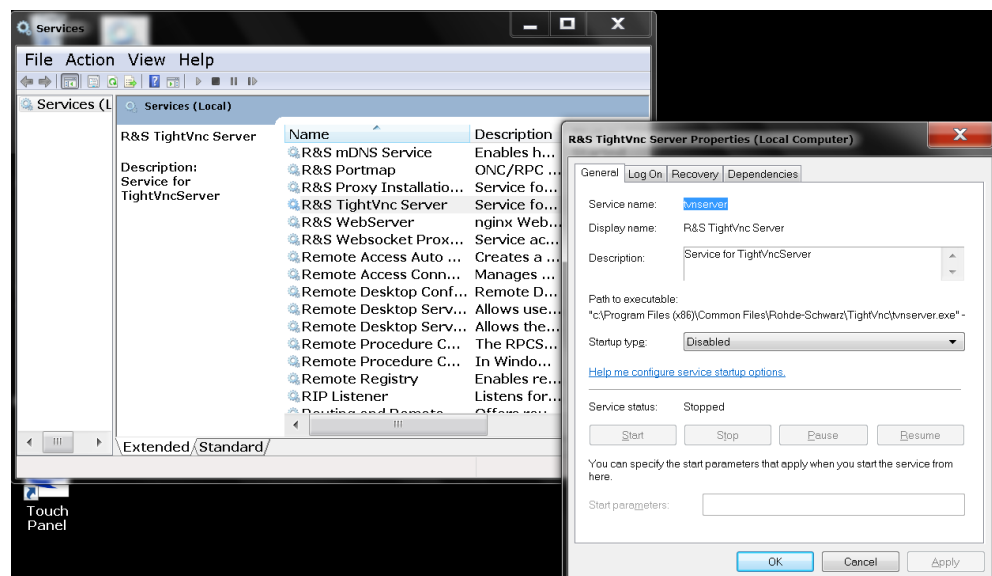 Services
File Action View Help
Services (L
Services (Local)
R&S TightVnc Server
Description:
Service for
TightVncServer
Name Description
R&S mDNS Service Enables h...
R&S Portmap ONC/RPC ...
R&S Proxy Installatio... Service fo...
R&S TightVnc Server Service fo...
R&S WebServer nginx Web...
R&S Websocket Prox... Service ac...
Remote Access Auto ... Creates a ...
Remote Access Conn... Manages ...
Remote Desktop Conf... Remote D...
Remote Desktop Serv... Allows use...
Remote Desktop Serv... Allows the...
Remote Procedure C... The RPCS...
Remote Procedure C... In Windo...
Remote Registry Enables re...
RIP Listener Listens for...
Extended Standard
Touch
Panel
R&S TightVnc Server Properties (Local Computer)
General Log On Recovery Dependencies
Service name: tvnserver
Display name: R&S TightVnc Server
Description: Service for TightVncServer
Path to executable:
"c:\Program Files (x86)\Common Files\Rohde-Schwarz\TightVnc\tvnserver.exe" -
Startup type: Disabled
Help me configure service startup options.
Service status: Stopped
Start Stop Pause Resume
You can specify the start parameters that apply when you start the service from
here.
Start parameters:
OK Cancel Apply